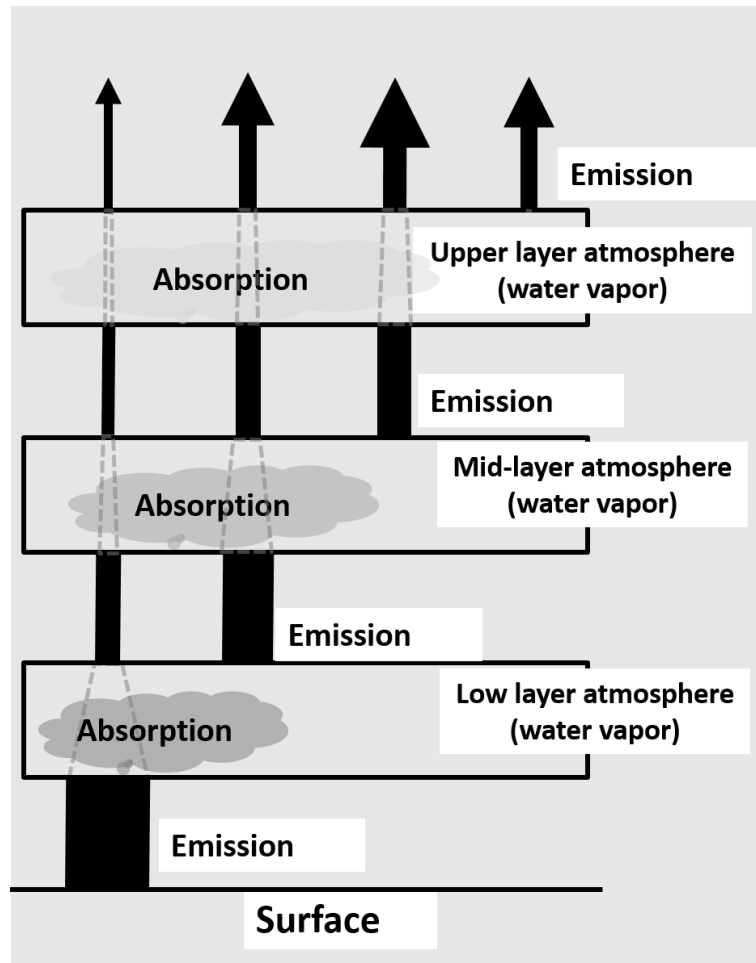 Emission
Upper layer atmosphere
(water vapor)
Absorption
Emission
Mid-layer atmosphere
(water vapor)
Absorption
Emission
Low layer atmosphere
(water vapor)
Absorption
Emission
Surface